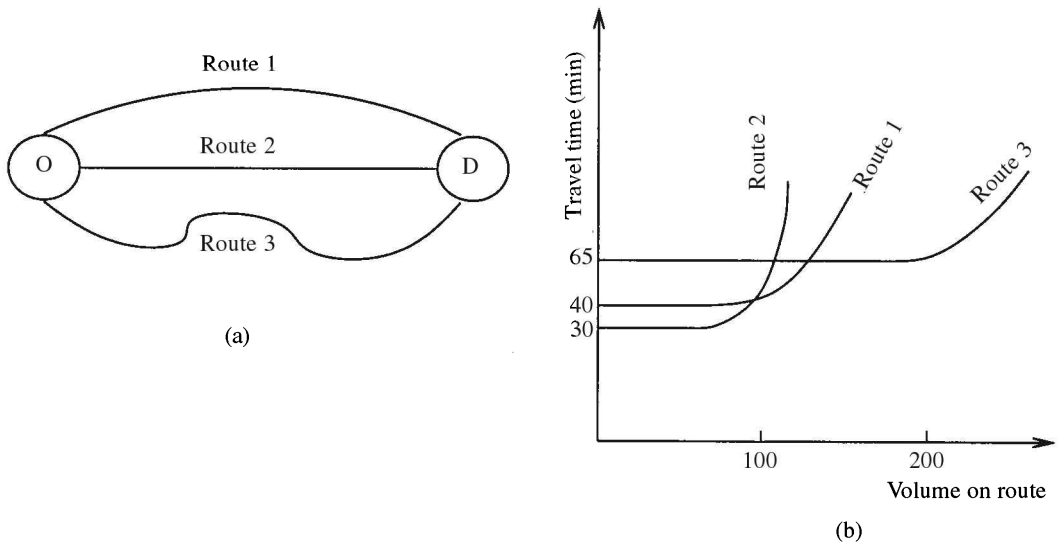 Route 1
O
Route 2
D
Route 3
(a)
Travel time (min)
Route 2
Route 1
Route 3
65
40
30
100
200
Volume on route
(b)